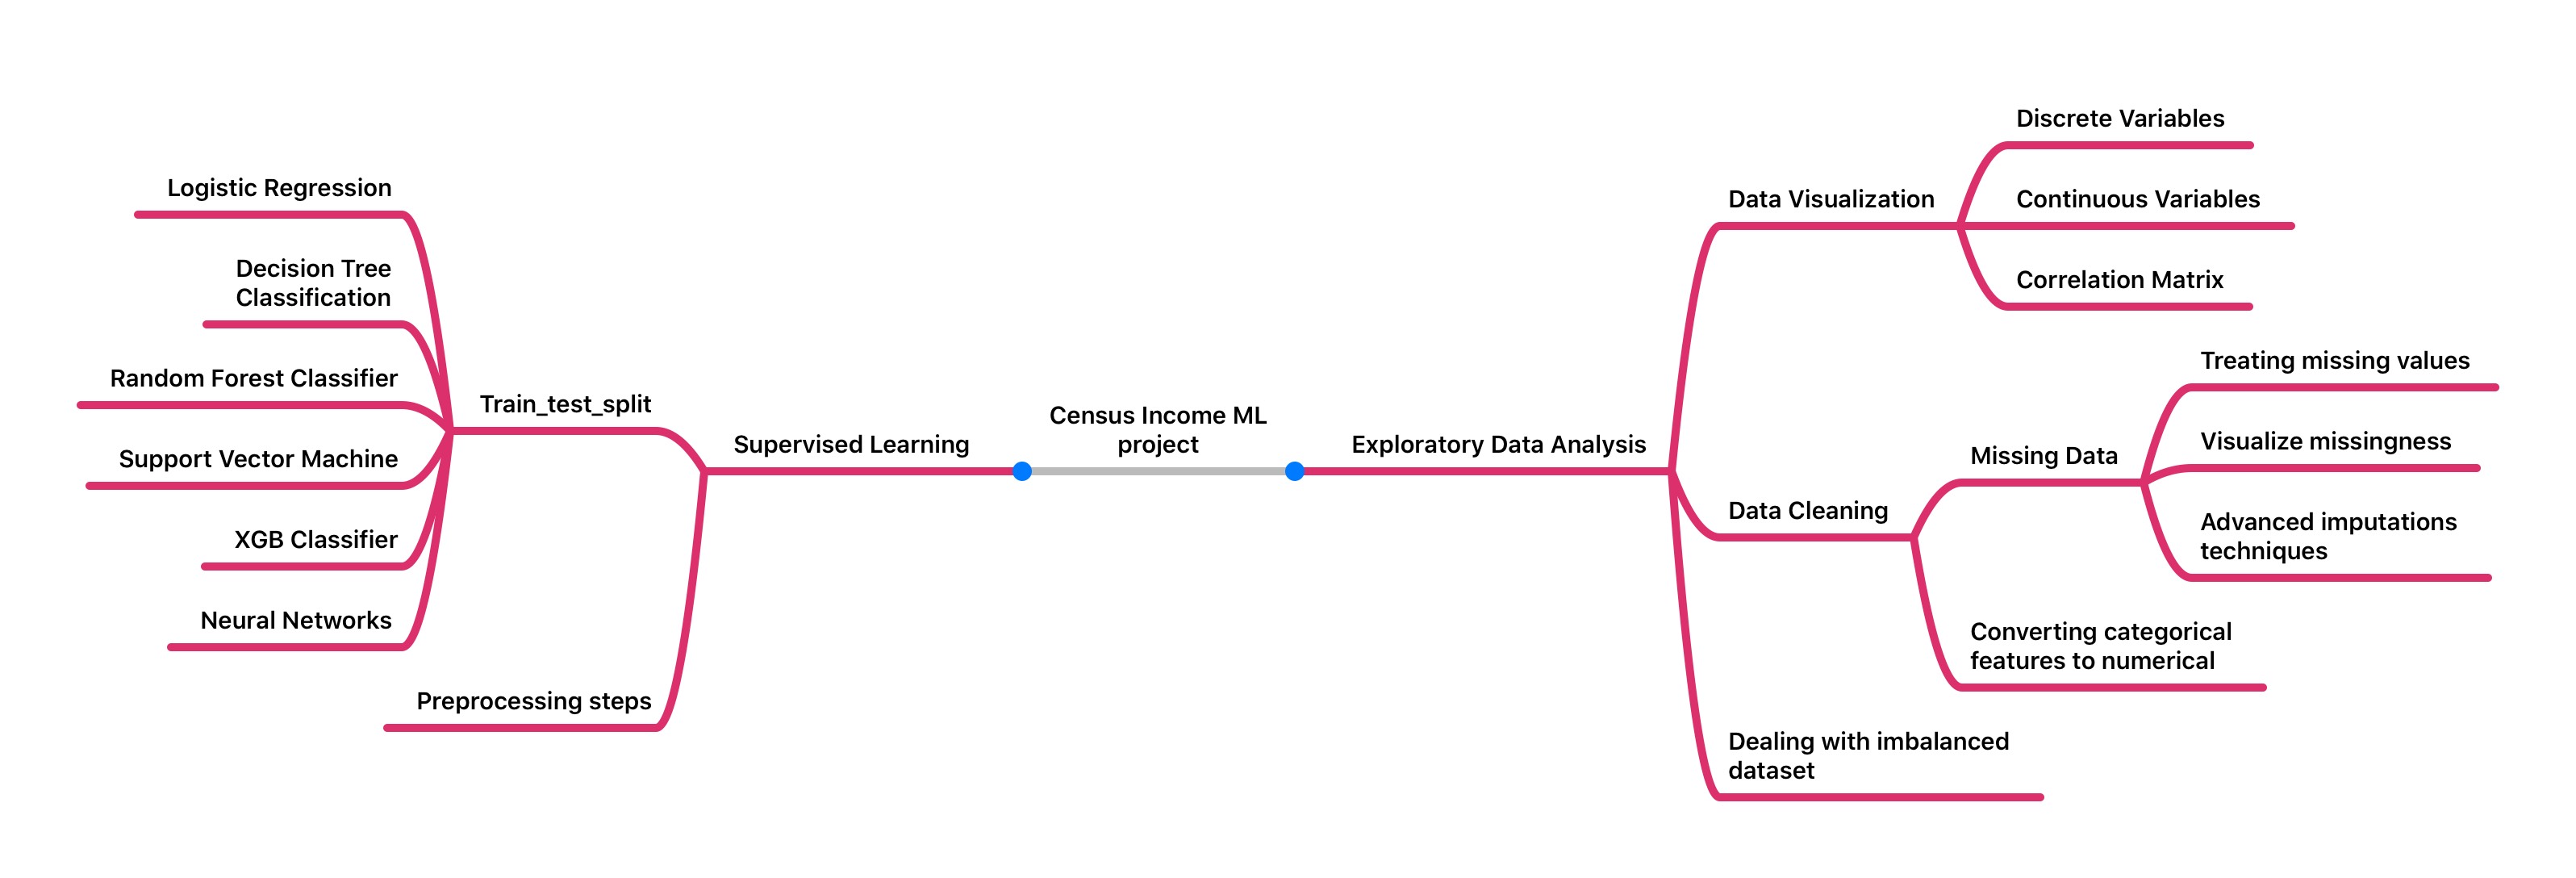 Census Income ML
project
Supervised Learning
Train_test_split
Logistic Regression
Decision Tree
Classification
Random Forest Classifier
Support Vector Machine
XGB Classifier
Neural Networks
Preprocessing steps
Exploratory Data Analysis
Data Visualization
Discrete Variables
Continuous Variables
Correlation Matrix
Data Cleaning
Missing Data
Treating missing values
Visualize missingness
Advanced imputations
techniques
Converting categorical
features to numerical
Dealing with imbalanced
dataset